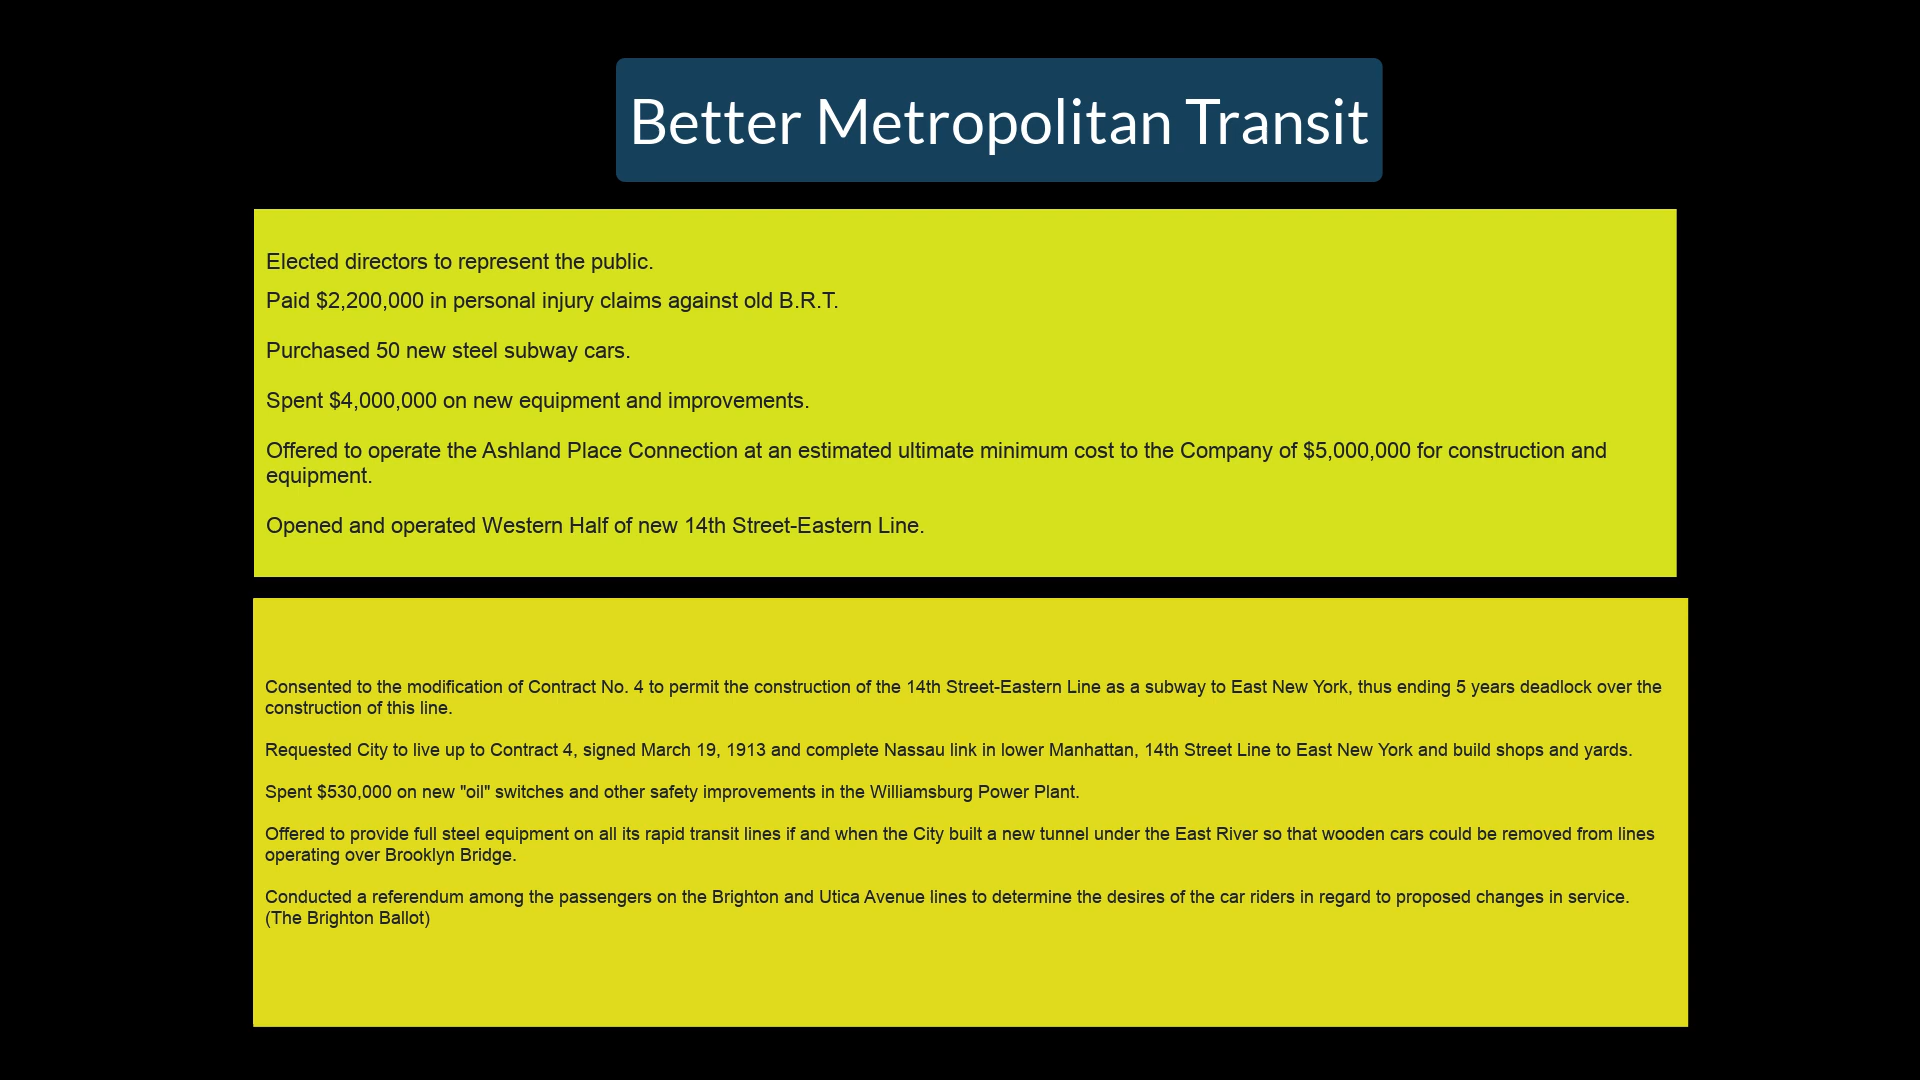 Better Metropolitan Transit
Elected directors to represent the public.
Paid $2,200,000 in personal injury claims against old B.R.T.
Purchased 50 new steel subway cars.
Spent $4,000,000 on new equipment and improvements.
Offered to operate the Ashland Place Connection at an estimated ultimate minimum cost to the Company of $5,000,000 for construction and
equipment.
Opened and operated Western Half of new 14th Street-Eastern Line.
Consented to the modification of Contract No. 4 to permit the construction of the 14th Street-Eastern Line as a subway to East New York, thus ending 5 years deadlock over the
construction of this line.
Requested City to live up to Contract 4, signed March 19, 1913 and complete Nassau link in lower Manhattan, 14th Street Line to East New York and build shops and yards.
Spent $530,000 on new "oil" switches and other safety improvements in the Williamsburg Power Plant.
Offered to provide full steel equipment on all its rapid transit lines if and when the City built a new tunnel under the East River so that wooden cars could be removed from lines
operating over Brooklyn Bridge.
Conducted a referendum among the passengers on the Brighton and Utica Avenue lines to determine the desires of the car riders in regard to proposed changes in service.
(The Brighton Ballot)